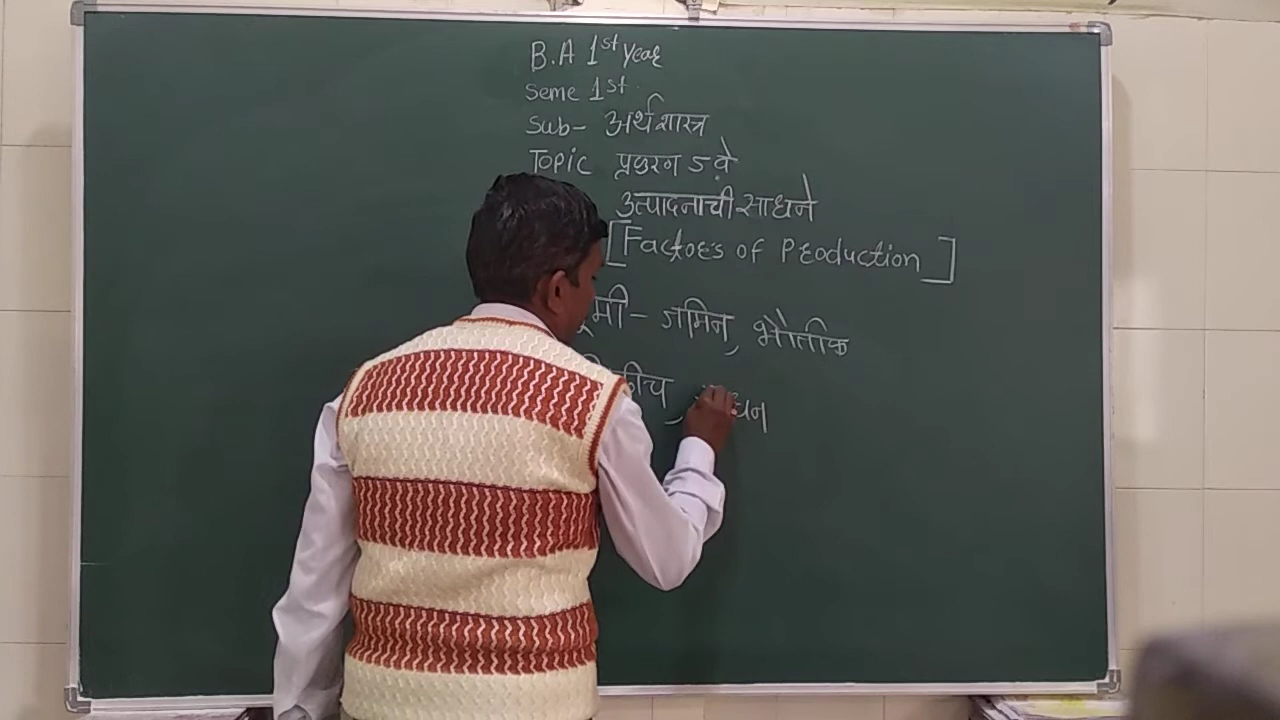 B.A 1st Year
Seme 1st.
Sub- अर्थशास्त्र
Topic प्रकरण 5 वे
उत्पादनाची साधने
[Factors of Production]
जमिन, भौतीक